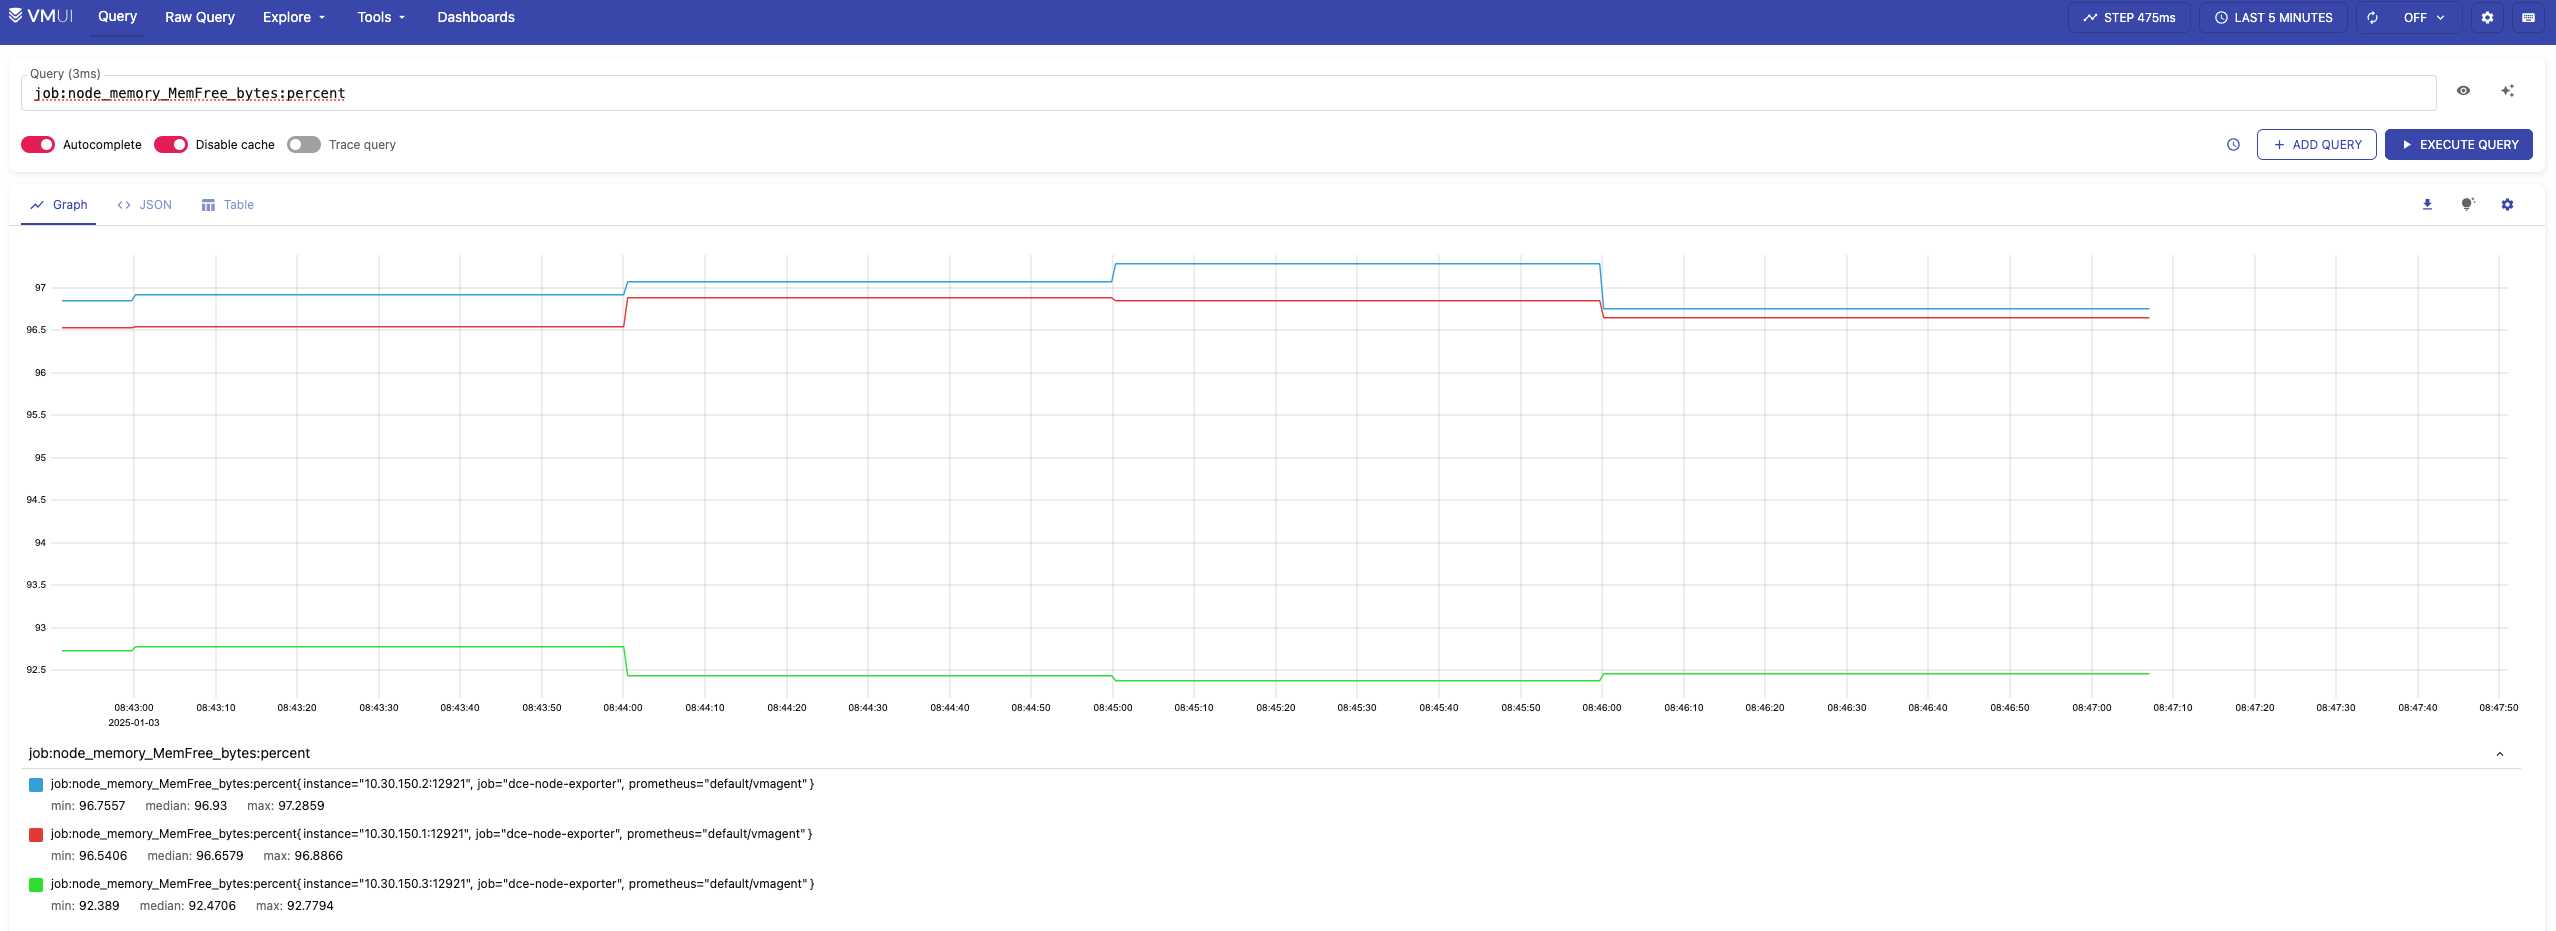 VMUI Query Raw Query Explore Tools Dashboards STEP 475ms LAST 5 MINUTES OFF
Query (3ms)
job:node_memory_MemFree_bytes:percent
Autocomplete Disable cache Trace query ADD QUERY EXECUTE QUERY
Graph JSON Table
97
96.5
96
95.5
95
94.5
94
93.5
93
92.5
08:43:00 08:43:10 08:43:20 08:43:30 08:43:40 08:43:50 08:44:00 08:44:10 08:44:20 08:44:30 08:44:40 08:44:50 08:45:00 08:45:10 08:45:20 08:45:30 08:45:40 08:45:50 08:46:00 08:46:10 08:46:20 08:46:30 08:46:40 08:46:50 08:47:00 08:47:10 08:47:20 08:47:30 08:47:40 08:47:50
2025-01-03
job:node_memory_MemFree_bytes:percent
job:node_memory_MemFree_bytes:percent{instance="10.30.150.2:12921", job="dce-node-exporter", prometheus="default/vmagent"}
min: 96.7557 median: 96.93 max: 97.2859
job:node_memory_MemFree_bytes:percent{instance="10.30.150.1:12921", job="dce-node-exporter", prometheus="default/vmagent"}
min: 96.5406 median: 96.6579 max: 96.8866
job:node_memory_MemFree_bytes:percent{instance="10.30.150.3:12921", job="dce-node-exporter", prometheus="default/vmagent"}
min: 92.389 median: 92.4706 max: 92.7794